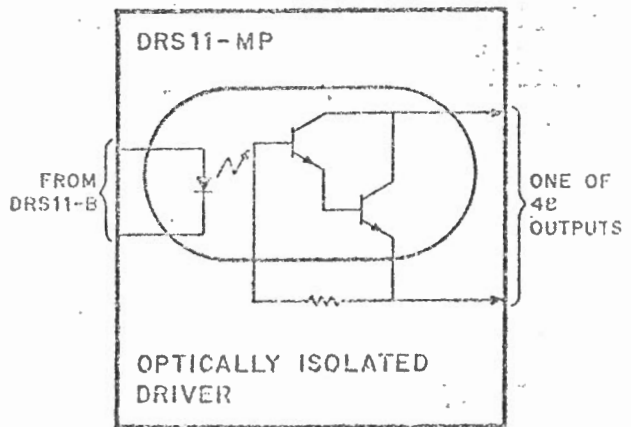 DRS11-MP
FROM
DRS11-B
ONE OF
48
OUTPUTS
OPTICALLY ISOLATED
DRIVER